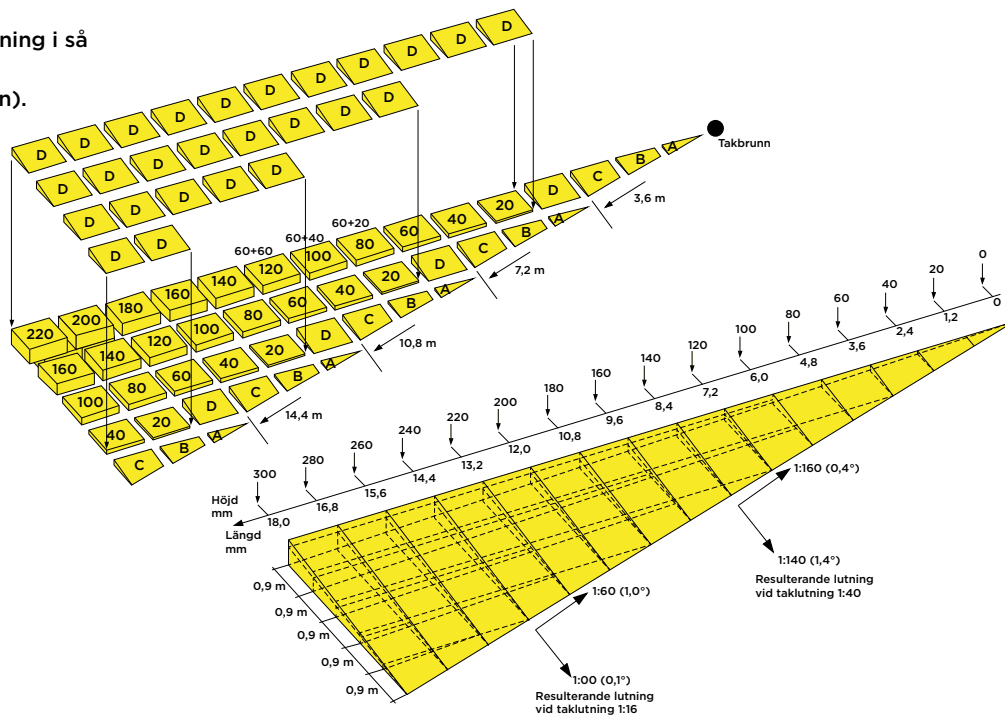 ning i så
n).
D D D D D D D D D D D
D D D D D D D D
D D D D D
D D
Takbrunn
220 200 180 160 140 120 100 80 60 40 20 D C B A
60+60 60+40 60+20
3,6 m
160 140 120 100 80 60 40 20 D C B A
7,2 m
100 80 60 40 20 D C B A
10,8 m
40 20 D C B A
14,4 m
C B A
Höjd
mm
300 280 260 240 220 200 180 160 140 120 100 80 60 40 20 0
18,0 16,8 15,6 14,4 13,2 12,0 10,8 9,6 8,4 7,2 6,0 4,8 3,6 2,4 1,2 0
Längd
mm
0,9 m
0,9 m
0,9 m
0,9 m
0,9 m
1:160 (0,4°)
1:140 (1,4°)
Resulterande lutning
vid taklutning 1:40
1:60 (1,0°)
1:00 (0,1°)
Resulterande lutning
vid taklutning 1:16